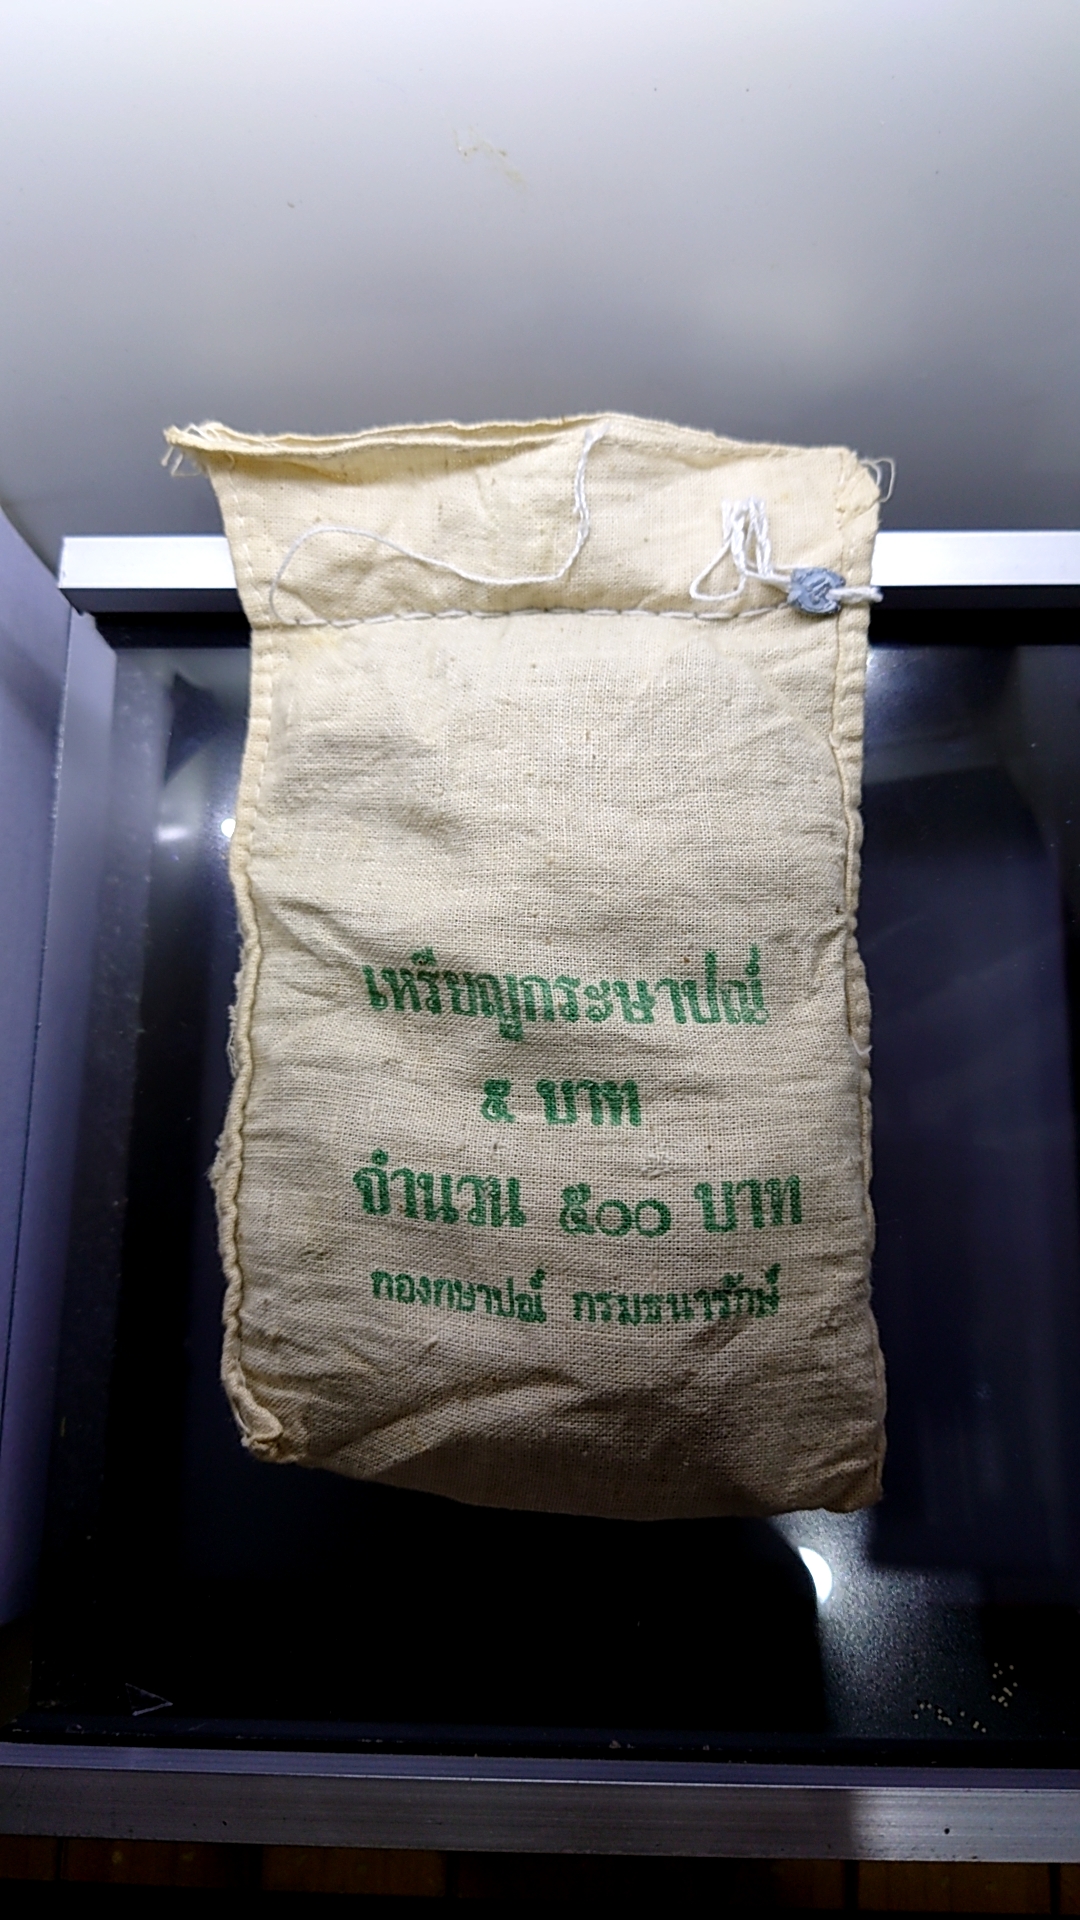 เหรียญกระษาปณ์
๕ บาท
จำนวน ๕๐๐ บาท
กองกษาปณ์ กรมธนารักษ์